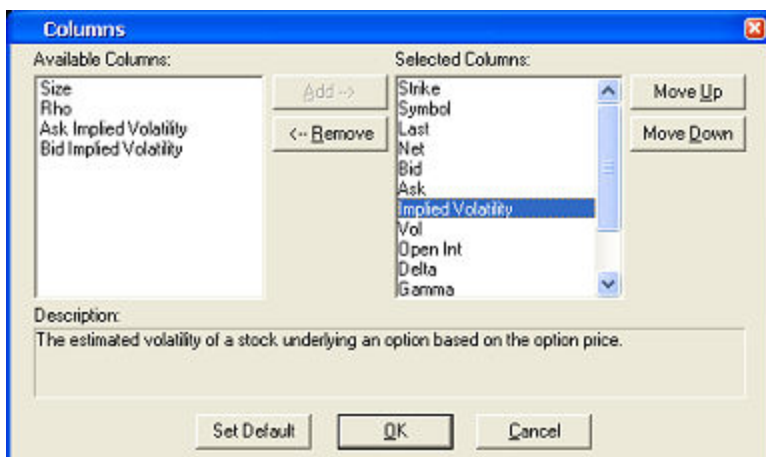 Columns
Available Columns:
Size
Rho
Ask Implied Volatility
Bid Implied Volatility
Add -->
<-- Remove
Selected Columns:
Strike
Symbol
Last
Net
Bid
Ask
Implied Volatility
Vol
Open Int
Delta
Gamma
Move Up
Move Down
Description:
The estimated volatility of a stock underlying an option based on the option price.
Set Default
OK
Cancel